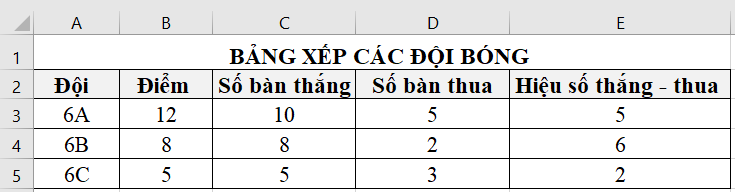 A B C D E
1 BẢNG XẾP CÁC ĐỘI BÓNG
2 Đội Điểm Số bàn thắng Số bàn thua Hiệu số thắng - thua
3 6A 12 10 5 5
4 6B 8 8 2 6
5 6C 5 5 3 2